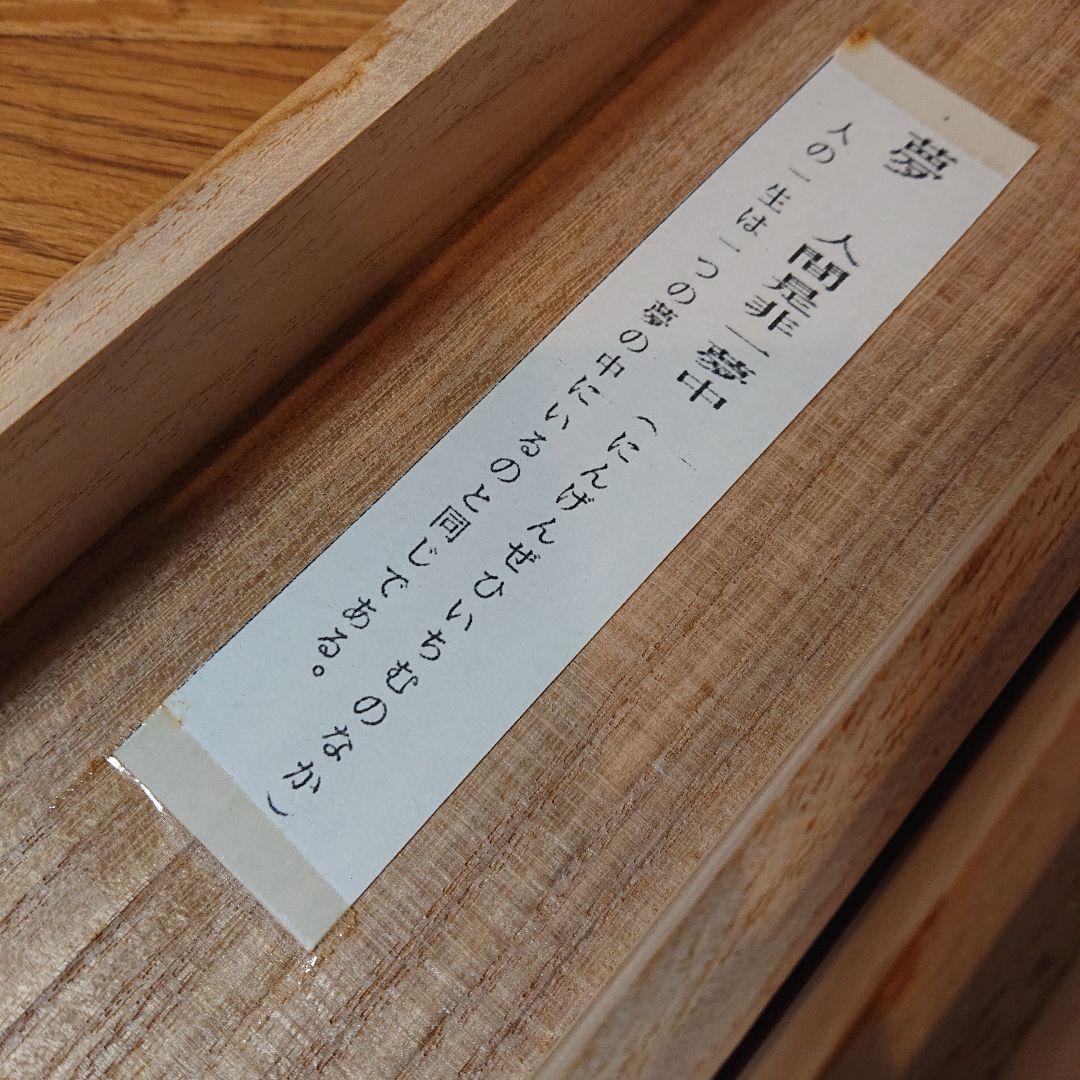 夢　人間是非一夢中（にんげんぜひいちむのなか）
人の一生は一つの夢の中にいるのと同じである。